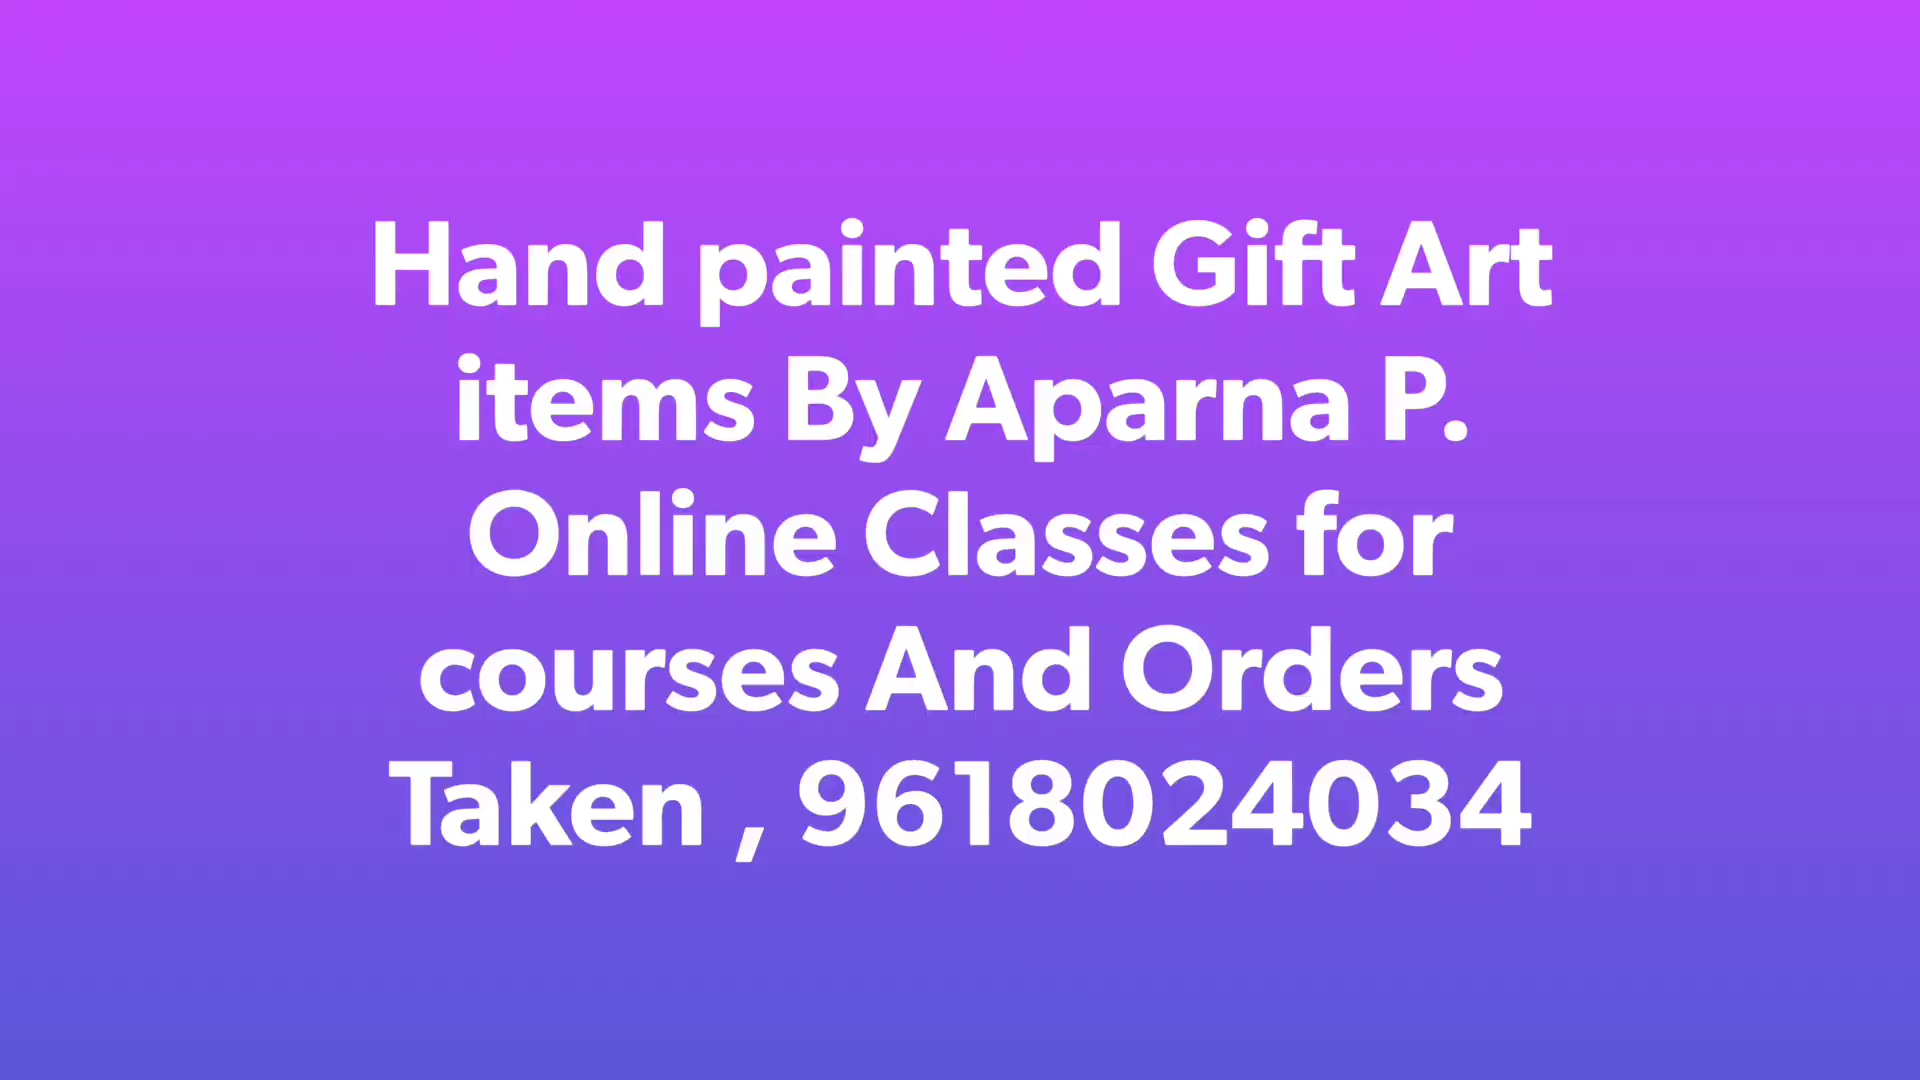 Hand painted Gift Art
items By Aparna P.
Online Classes for
courses And Orders
Taken , 9618024034